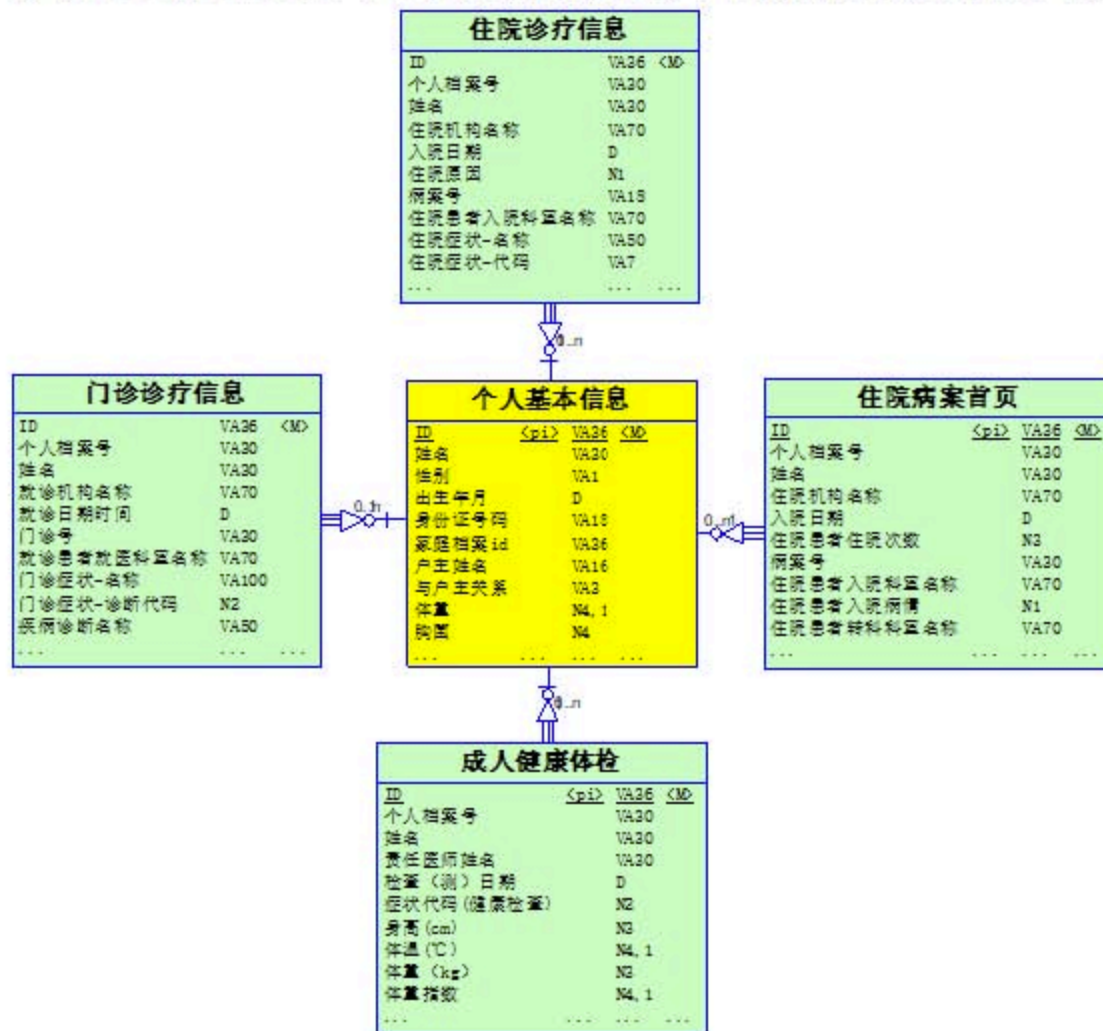 住院诊疗信息
ID VA36 <M>
个人档案号 VA30
姓名 VA30
住院机构名称 VA70
入院日期 D
住院原因 N1
病案号 VA18
住院患者入院科室名称 VA70
住院症状-名称 VA50
住院症状-代码 VA7
... ... ...
0..n
门诊诊疗信息
ID VA36 <M>
个人档案号 VA30
姓名 VA30
就诊机构名称 VA70
就诊日期时间 D
门诊号 VA30
就诊患者就医科室名称 VA70
门诊症状-名称 VA100
门诊症状-诊断代码 N2
疾病诊断名称 VA50
... ... ...
个人基本信息
ID <pi> VA36 <M>
姓名 VA30
性别 VA1
出生年月 D
身份证号码 VA18
家庭档案id VA36
户主姓名 VA16
与户主关系 VA3
体重 N4,1
胸围 N4
... ... ... ...
住院病案首页
ID <pi> VA36 <M>
个人档案号 VA30
姓名 VA30
住院机构名称 VA70
入院日期 D
住院患者住院次数 N3
病案号 VA30
住院患者入院科室名称 VA70
住院患者入院病情 N1
住院患者转科科室名称 VA70
... ... ... ...
0..n
成人健康体检
ID <pi> VA36 <M>
个人档案号 VA30
姓名 VA30
责任医师姓名 VA30
检查（测）日期 D
症状代码(健康检查) N2
身高(cm) N3
体温(℃) N4,1
体重（kg） N3
体重指数 N4,1
... ... ... ...